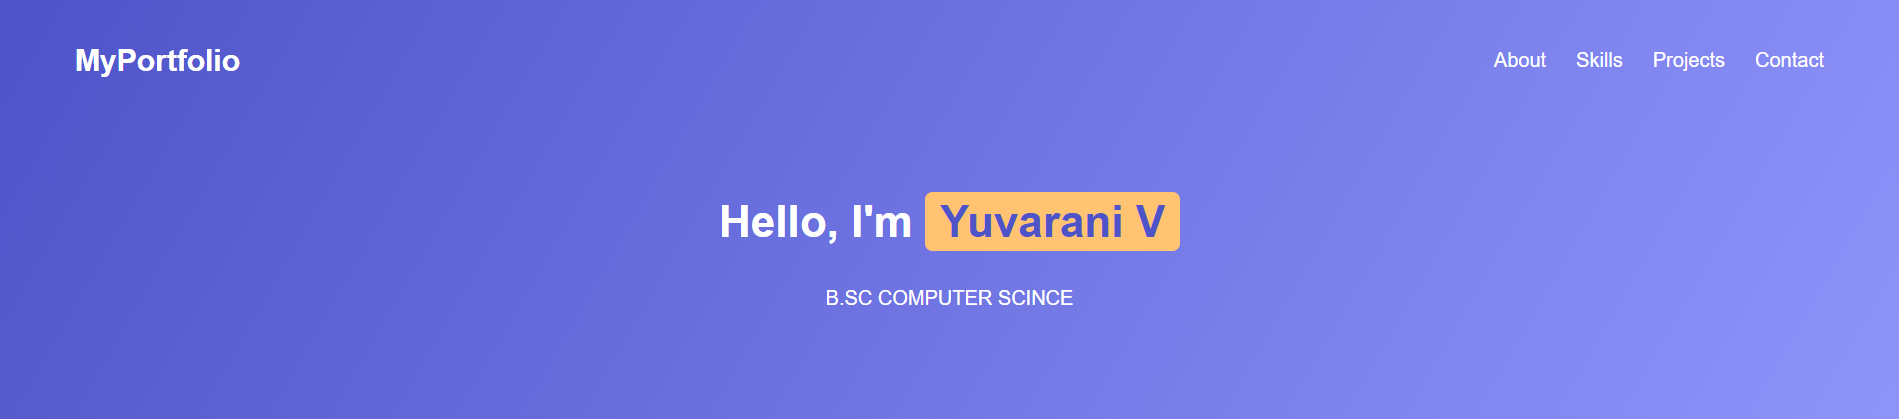 MyPortfolio
About Skills Projects Contact
Hello, I'm Yuvarani V
B.SC COMPUTER SCINCE